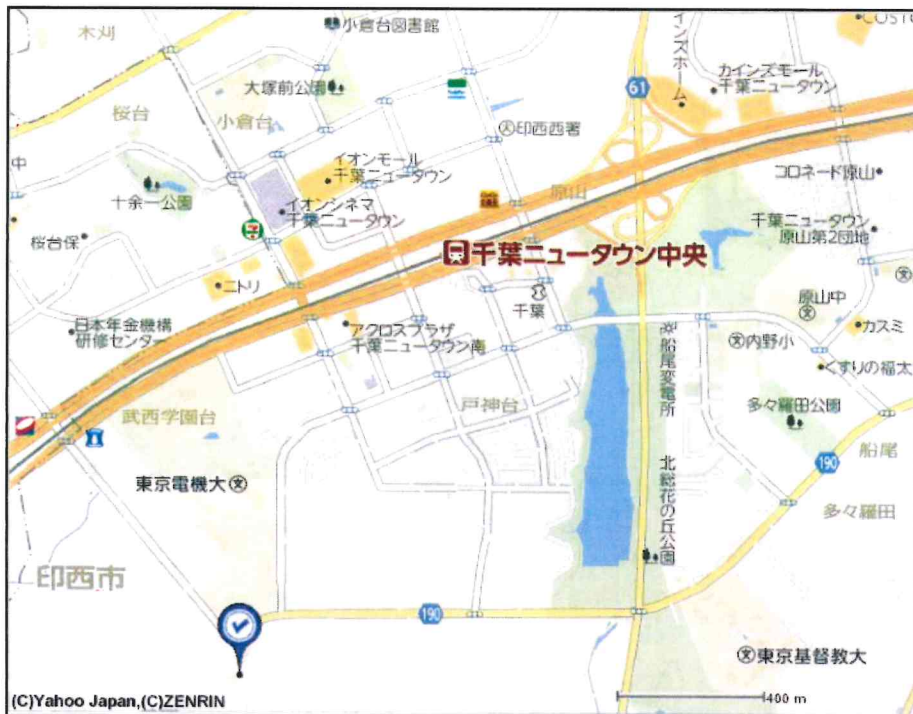 木刈
小倉台図書館
COSTC
インズホーム
カインズモール
千葉ニュータウン
大塚前公園
61
桜台
小倉台
印西西署
中
イオンモール
千葉ニュータウン
原山
コロネード原山
十余一公園
イオンシネマ
千葉ニュータウン
千葉ニュータウン
原山第2団地
桜台保
千葉ニュータウン中央
ニトリ
千葉
原山中
日本年金機構
研修センター
アクロスプラザ
千葉ニュータウン南
船尾変電所
内野小
カスミ
くすりの福太
武西学園台
戸神台
多々羅田公園
船尾
190
東京電機大
北総花の丘公園
多々羅田
印西市
190
東京基督教大
(C)Yahoo Japan,(C)ZENRIN
400 m